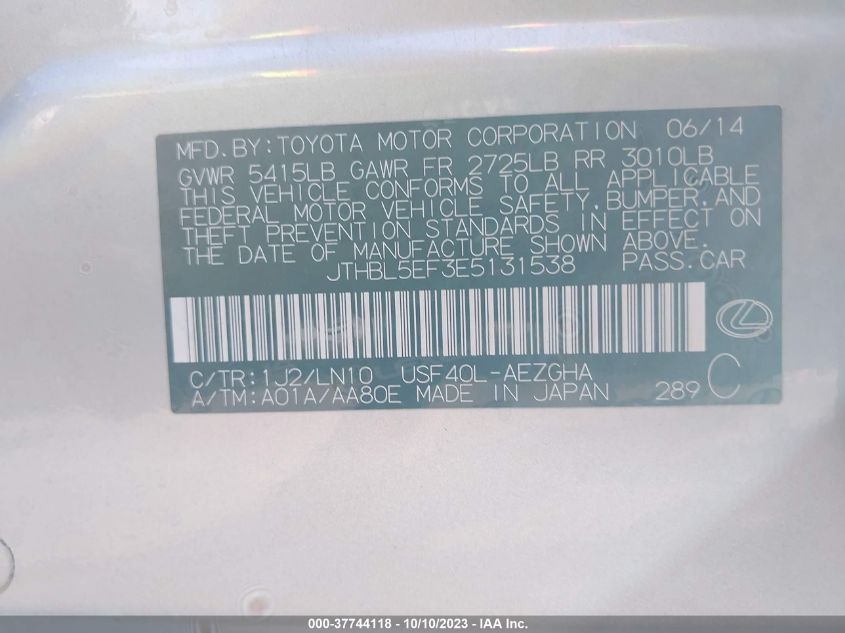 MFD.BY:TOYOTA MOTOR CORPORATION 06/14
GVWR 5415LB GAWR FR 2725LB RR 3010LB
THIS VEHICLE CONFORMS TO ALL APPLICABLE
FEDERAL MOTOR VEHICLE SAFETY,BUMPER,AND
THEFT PREVENTION STANDARDS IN EFFECT ON
THE DATE OF MANUFACTURE SHOWN ABOVE.
JTHBL5EF3E5131538 PASS.CAR
C/TR:1J2/LN10 USF40L-AEZGHA
A/TM:A01A/AA80E MADE IN JAPAN 289 C
000-37744118 - 10/10/2023 - IAA Inc.